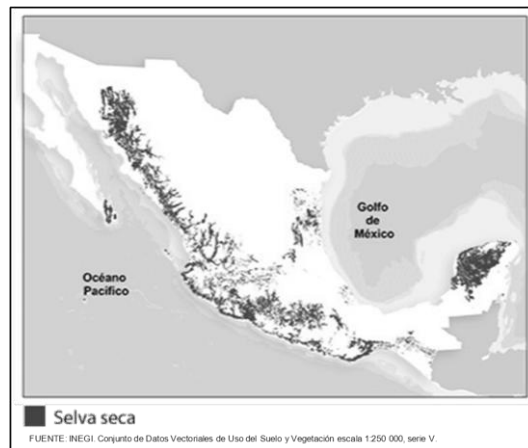 Golfo
de
México
Océano
Pacífico
Selva seca
FUENTE: INEGI. Conjunto de Datos Vectoriales de Uso del Suelo y Vegetación escala 1:250 000, serie V.